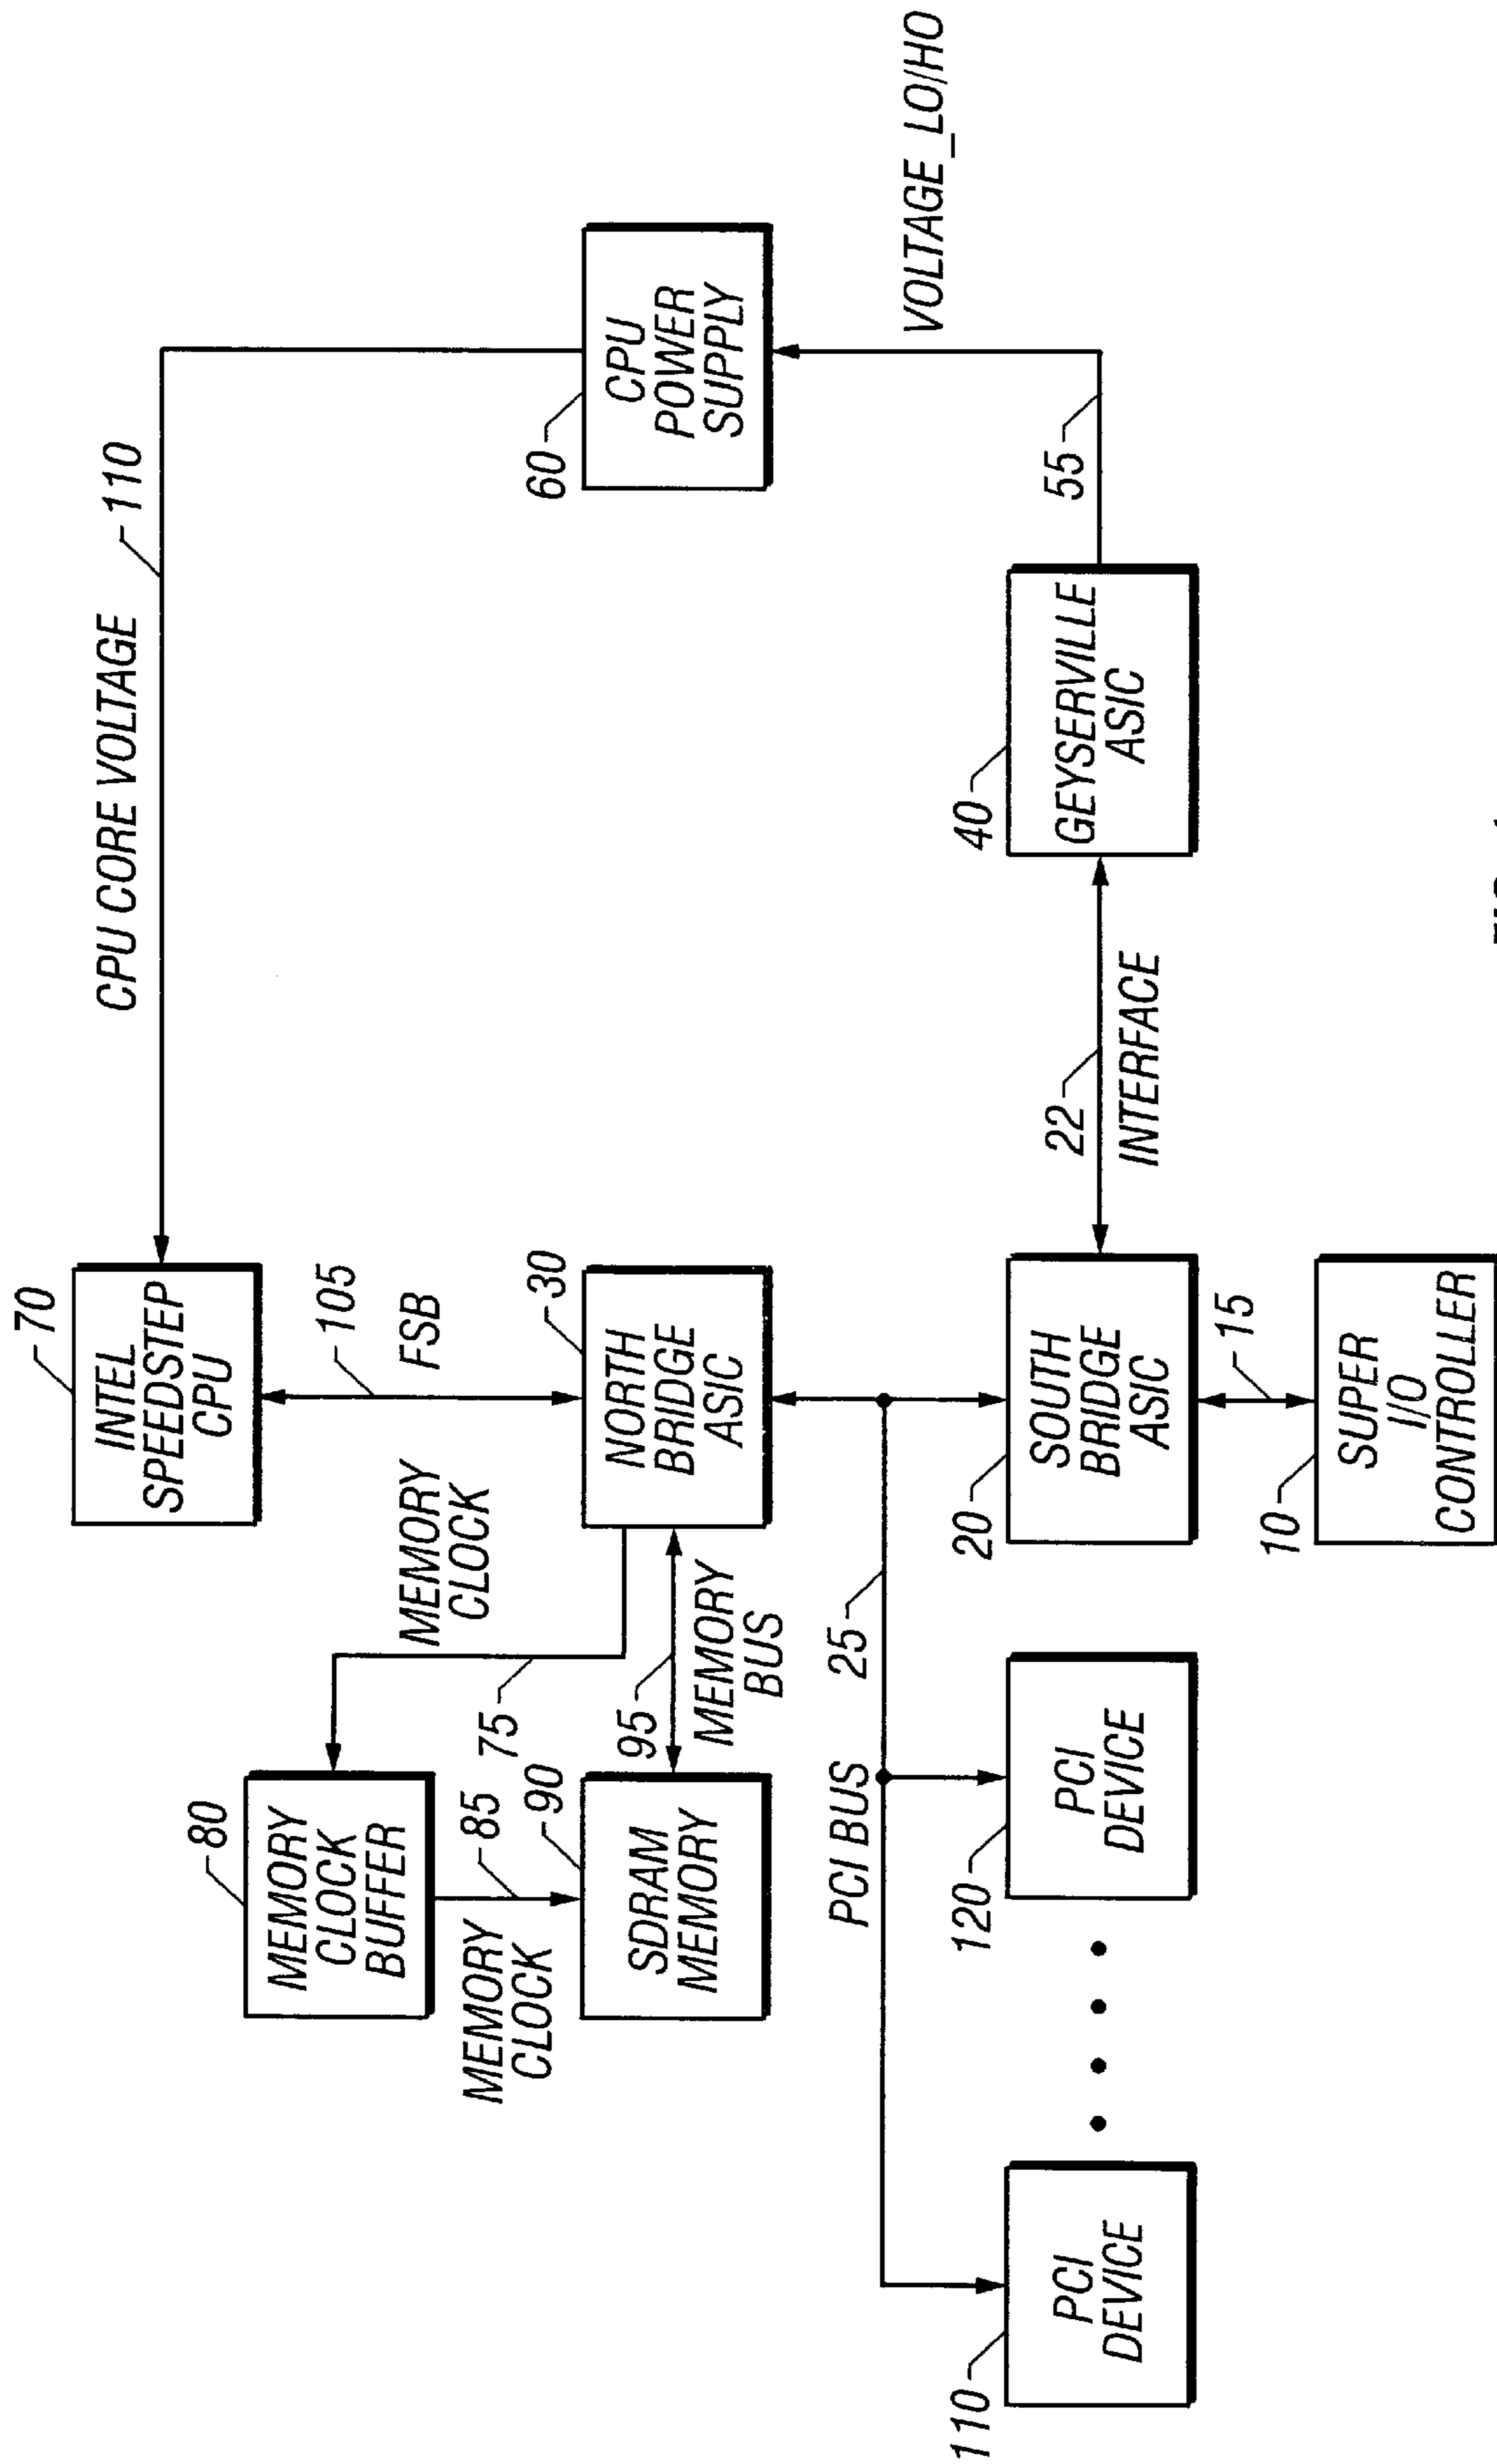 CPU CORE VOLTAGE
110
70
INTEL
SPEEDSTEP
CPU
105
FSB
80
MEMORY
CLOCK
BUFFER
MEMORY
CLOCK
75
85
MEMORY
CLOCK
90
SDRAM
MEMORY
95
MEMORY
BUS
30
NORTH
BRIDGE
ASIC
60
CPU
POWER
SUPPLY
VOLTAGE_LO/HO
55
PCI BUS
25
110
PCI
DEVICE
120
PCI
DEVICE
20
SOUTH
BRIDGE
ASIC
22
INTERFACE
40
GEYSERVILLE
ASIC
15
10
SUPER
I/O
CONTROLLER